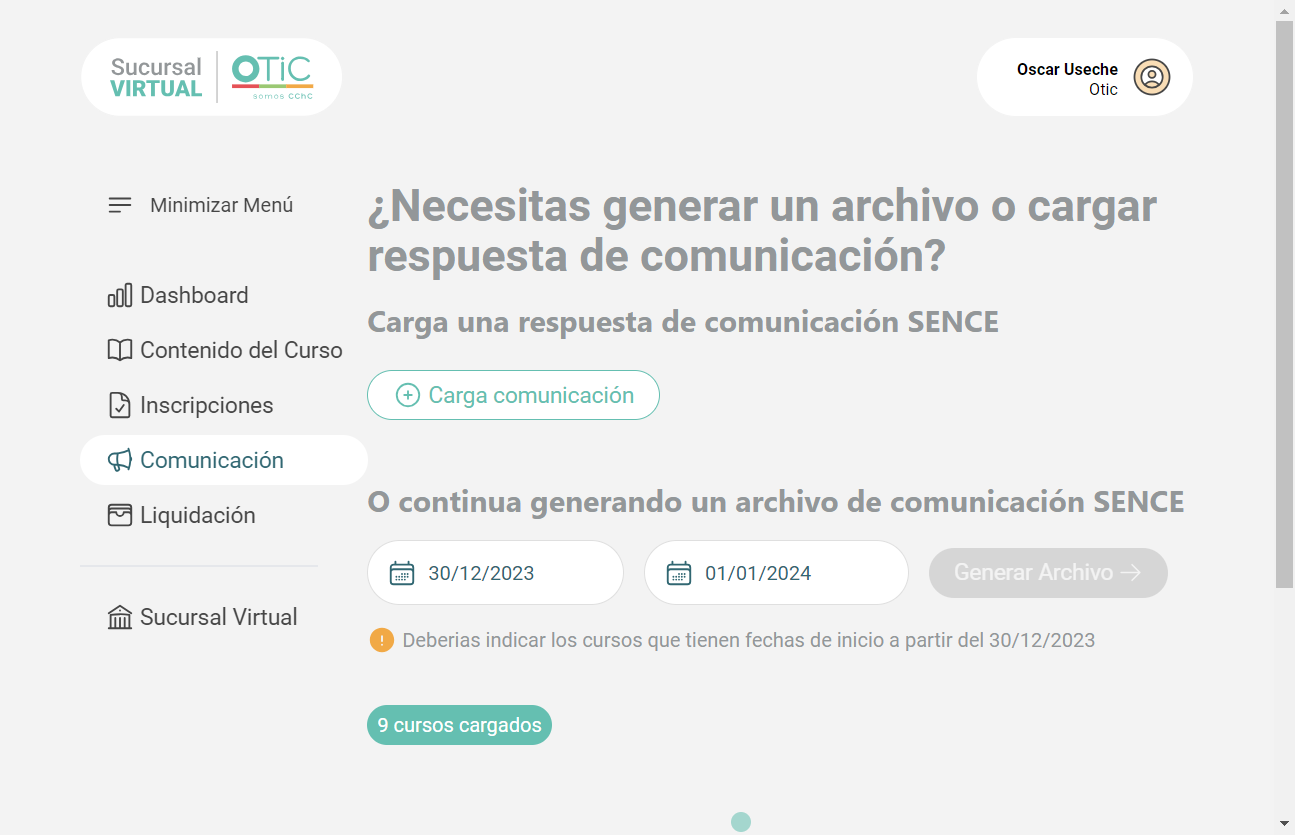 Sucursal
VIRTUAL
OTIC
somos CChC
Oscar Useche
Otic
Minimizar Menú
Dashboard
Contenido del Curso
Inscripciones
Comunicación
Liquidación
Sucursal Virtual
¿Necesitas generar un archivo o cargar
respuesta de comunicación?
Carga una respuesta de comunicación SENCE
Carga comunicación
O continua generando un archivo de comunicación SENCE
30/12/2023
01/01/2024
Generar Archivo
Deberias indicar los cursos que tienen fechas de inicio a partir del 30/12/2023
9 cursos cargados